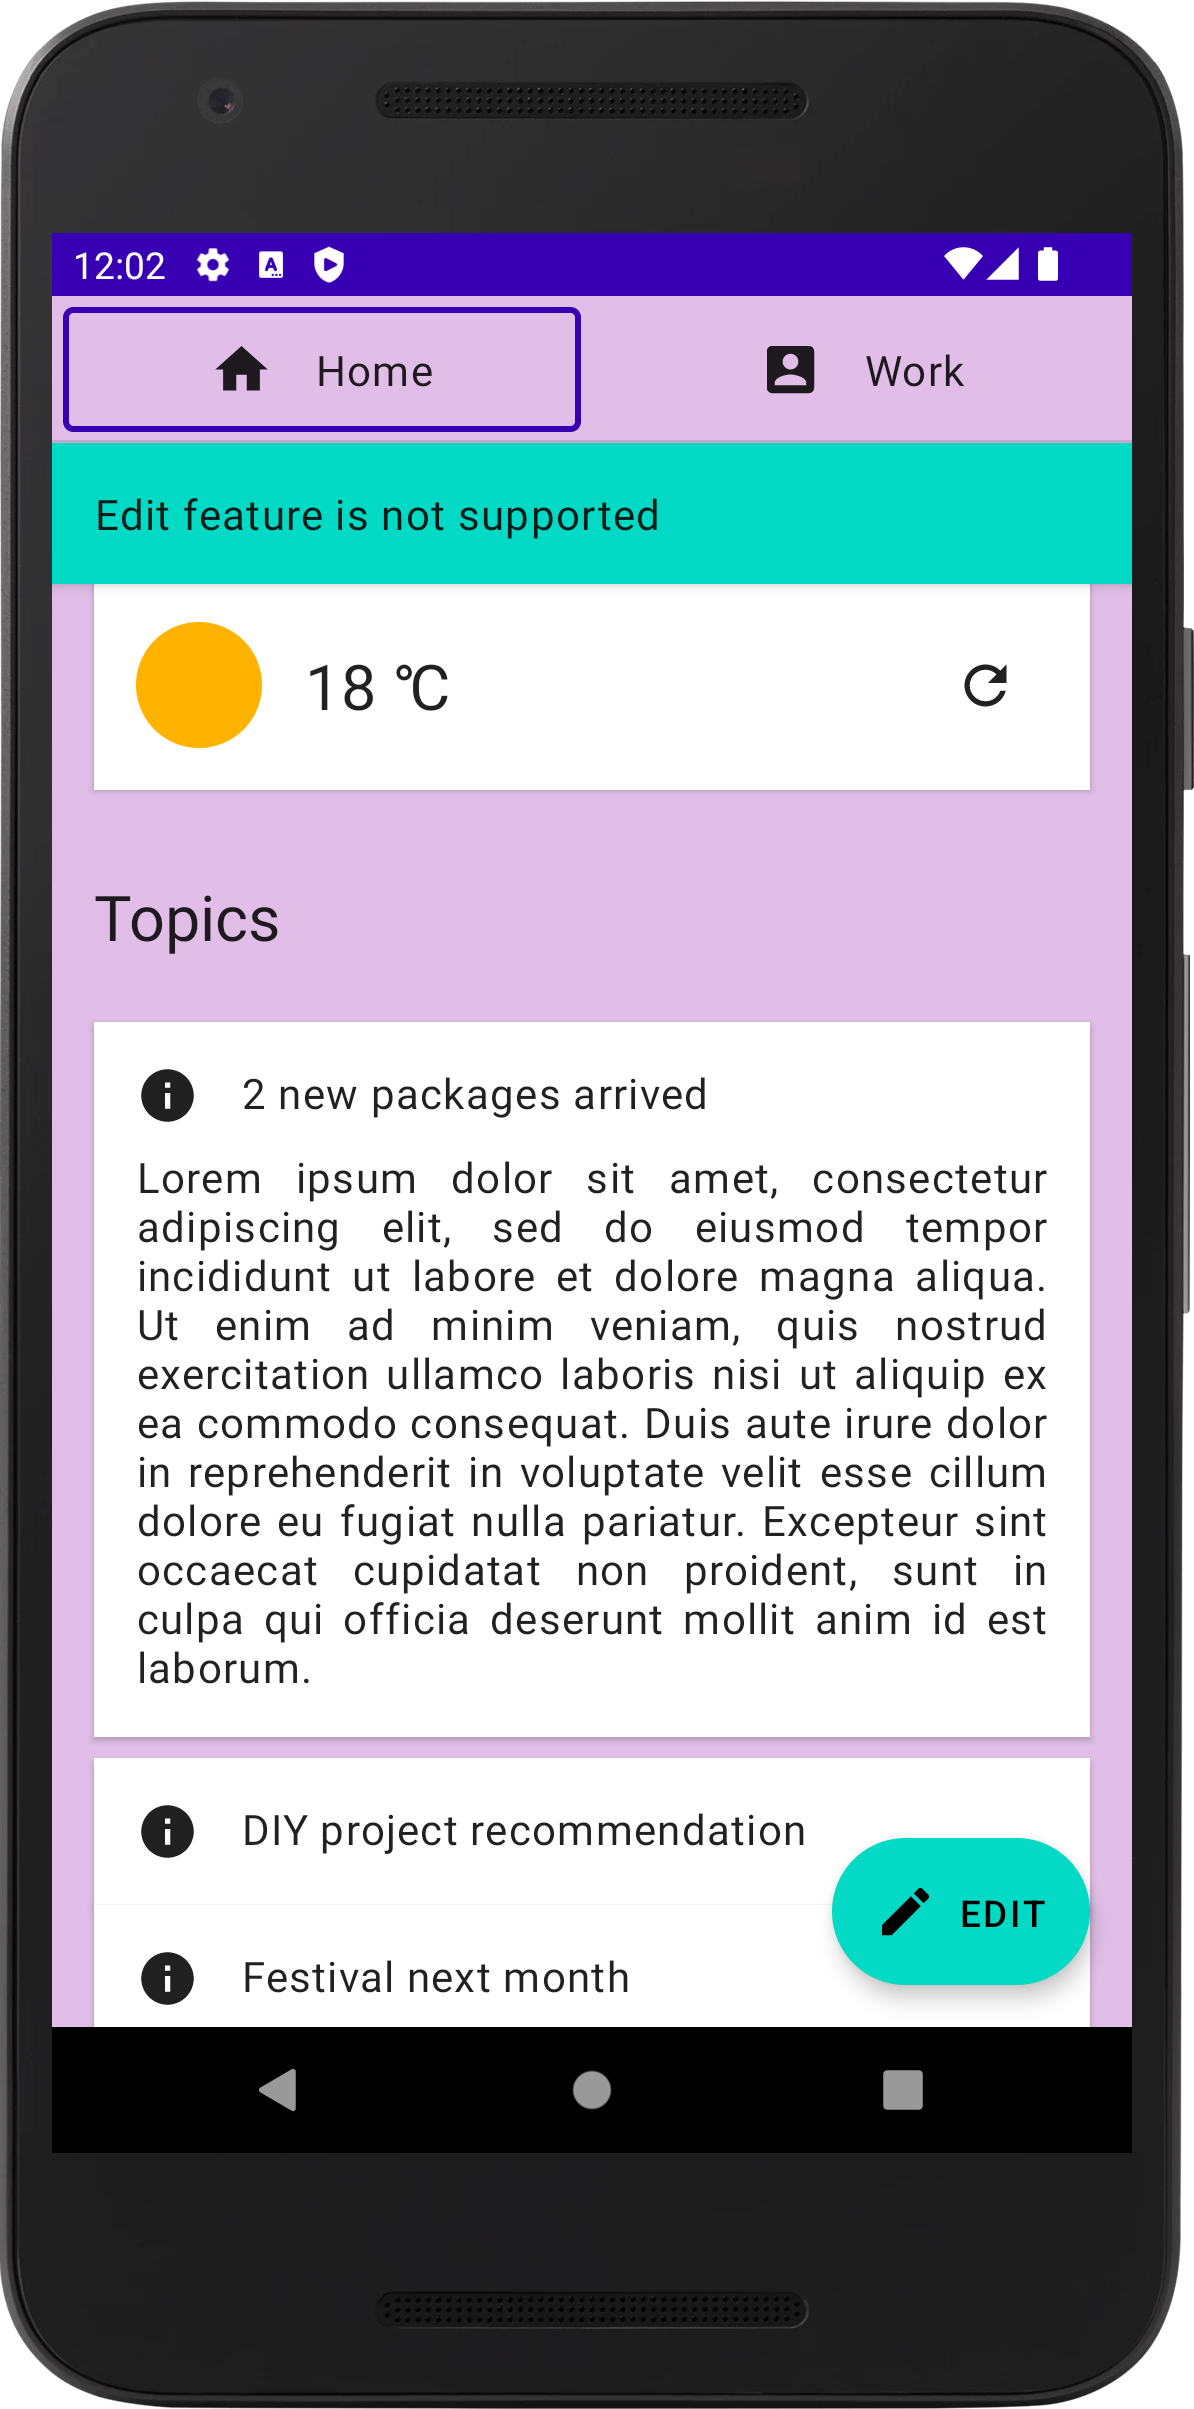 12:02
Home
Work
Edit feature is not supported
18 ℃
Topics
2 new packages arrived
Lorem ipsum dolor sit amet, consectetur
adipiscing elit, sed do eiusmod tempor
incididunt ut labore et dolore magna aliqua.
Ut enim ad minim veniam, quis nostrud
exercitation ullamco laboris nisi ut aliquip ex
ea commodo consequat. Duis aute irure dolor
in reprehenderit in voluptate velit esse cillum
dolore eu fugiat nulla pariatur. Excepteur sint
occaecat cupidatat non proident, sunt in
culpa qui officia deserunt mollit anim id est
laborum.
DIY project recommendation
EDIT
Festival next month